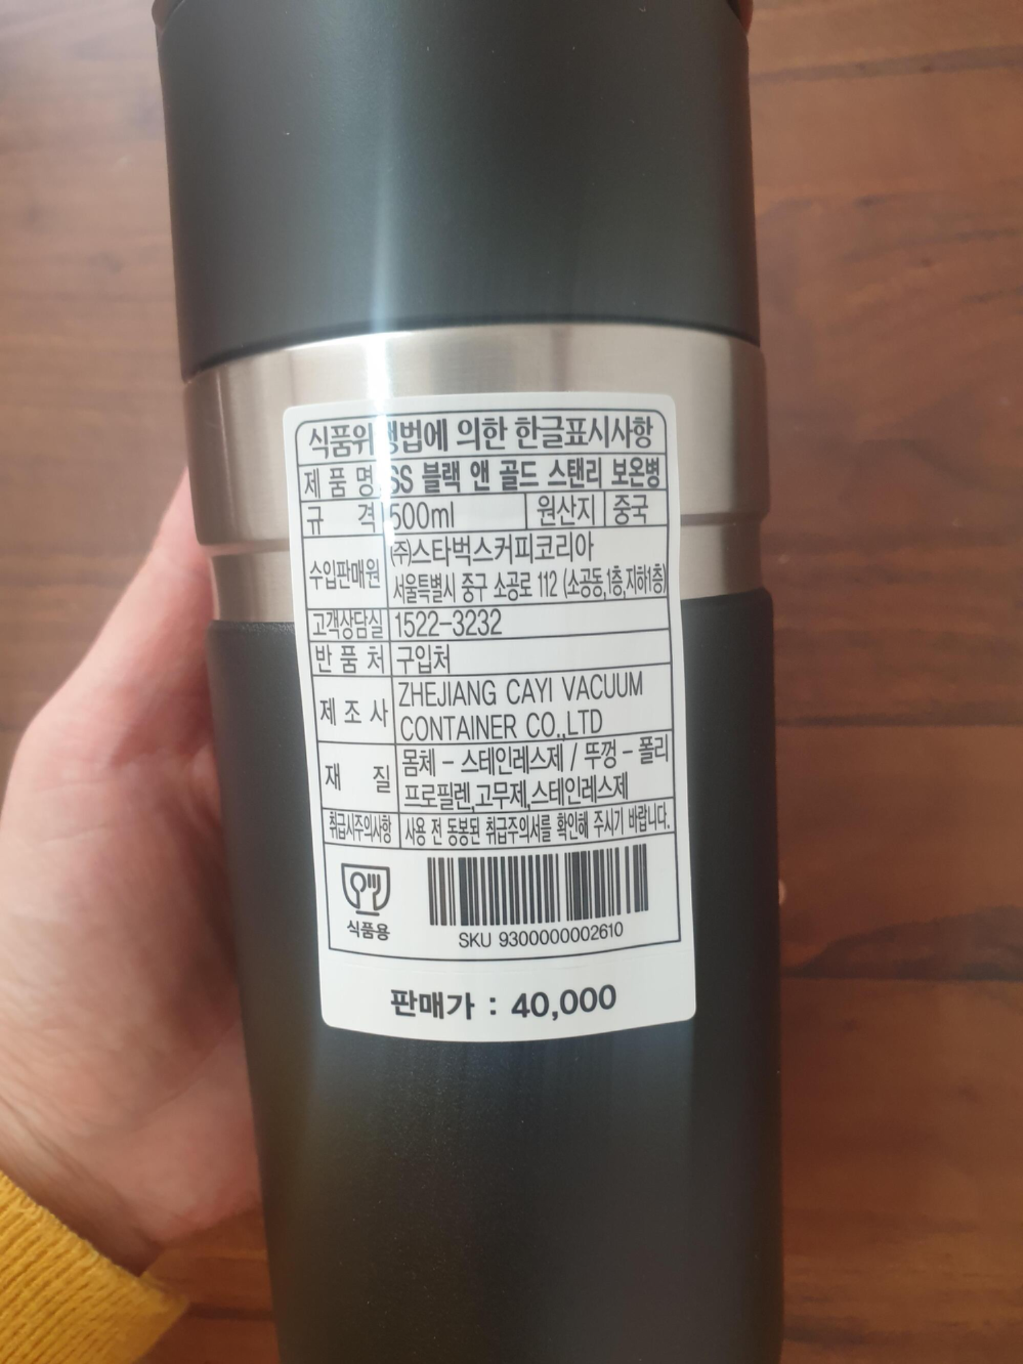 식품위생법에 의한 한글표시사항
제 품 명 SS 블랙 앤 골드 스탠리 보온병
규 격 500ml 원산지 중국
수입판매원 (주)스타벅스커피코리아
서울특별시 중구 소공로 112 (소공동,1층,지하1층)
고객상담실 1522-3232
반 품 처 구입처
제 조 사 ZHEJIANG CAYI VACUUM
CONTAINER CO.,LTD
재 질 몸체 - 스테인레스제 / 뚜껑 - 폴리
프로필렌,고무제,스테인레스제
취급시주의사항 사용 전 동봉된 취급주의서를 확인해 주시기 바랍니다.
식품용
SKU 9300000002610
판매가 : 40,000